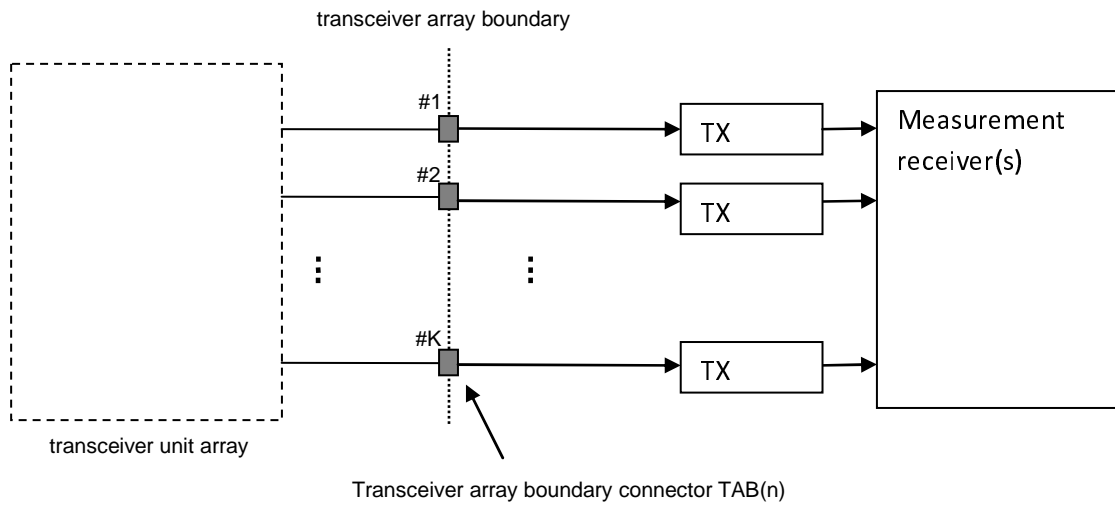 transceiver array boundary
#1
TX
Measurement
receiver(s)
#2
TX
#K
TX
transceiver unit array
Transceiver array boundary connector TAB(n)